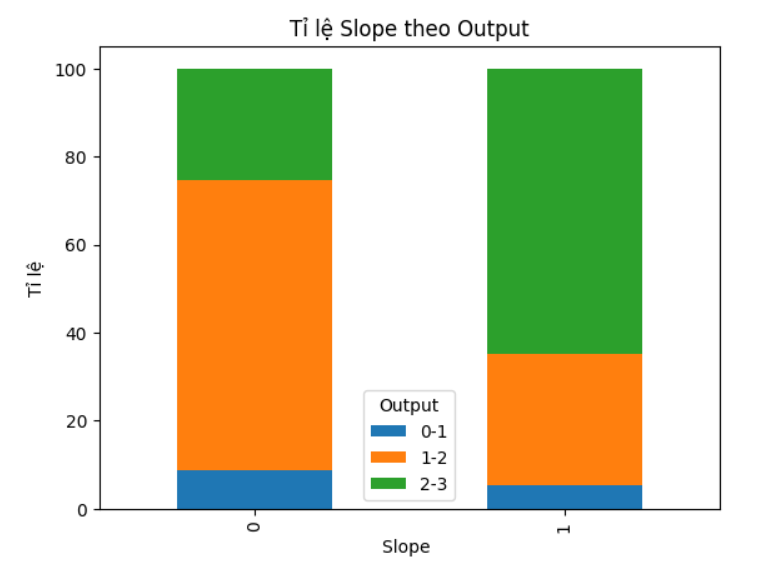 Tỉ lệ Slope theo Output
Tỉ lệ
100
80
60
40
20
0
Output
0-1
1-2
2-3
0
1
Slope